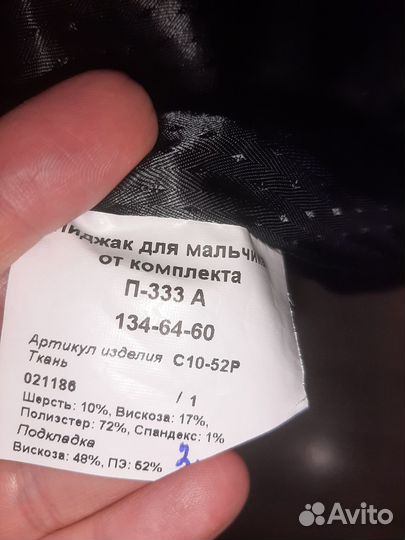 Пиджак для мальчик
от комплекта
П-333 А
134-64-60
Артикул изделия С10-52Р
Ткань
021186 / 1
Шерсть: 10%, Вискоза: 17%,
Полиэстер: 72%, Спандекс: 1%
Подкладка
Вискоза: 48%, ПЭ: 52%
Avito